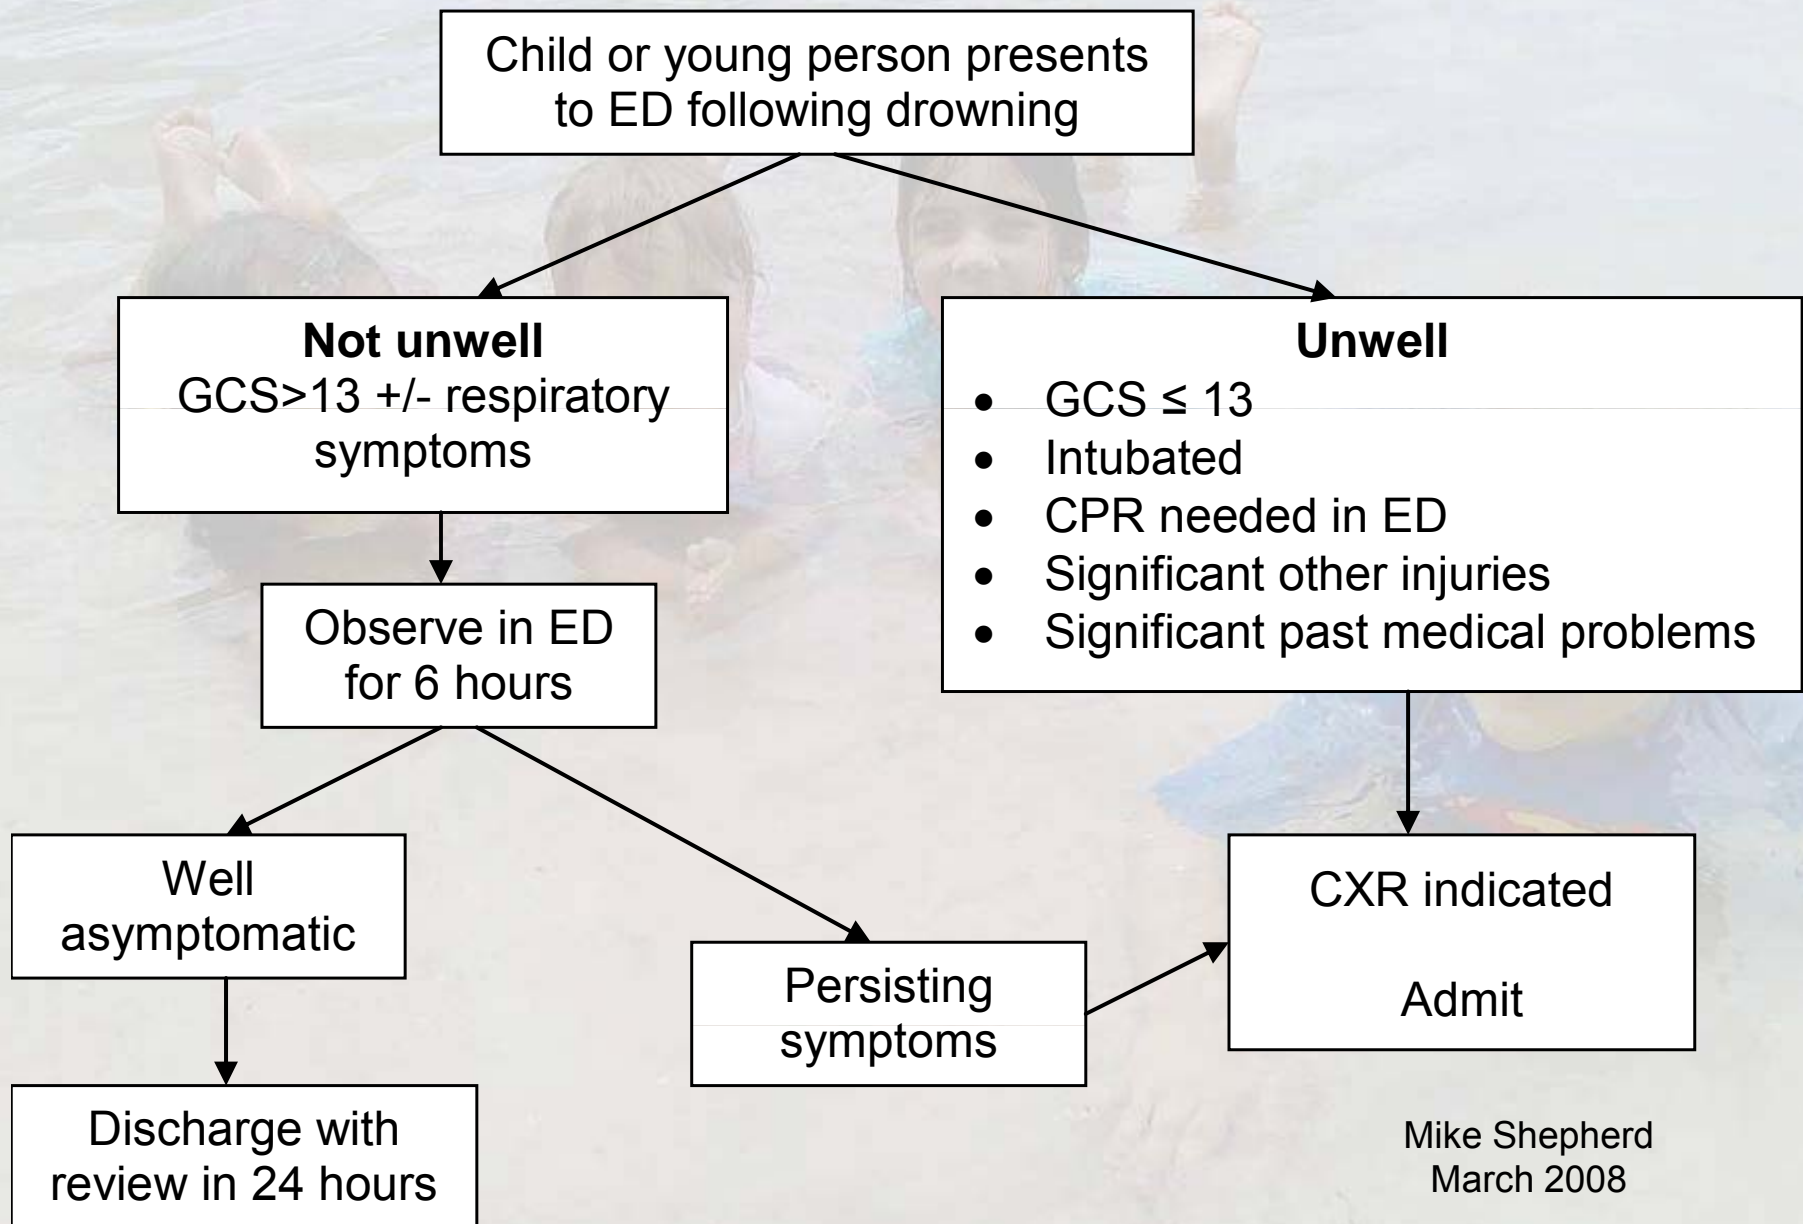 Child or young person presents
to ED following drowning
Not unwell
GCS>13 +/- respiratory
symptoms
Unwell
• GCS ≤ 13
• Intubated
• CPR needed in ED
• Significant other injuries
• Significant past medical problems
Observe in ED
for 6 hours
Well
asymptomatic
Persisting
symptoms
CXR indicated
Admit
Discharge with
review in 24 hours
Mike Shepherd
March 2008